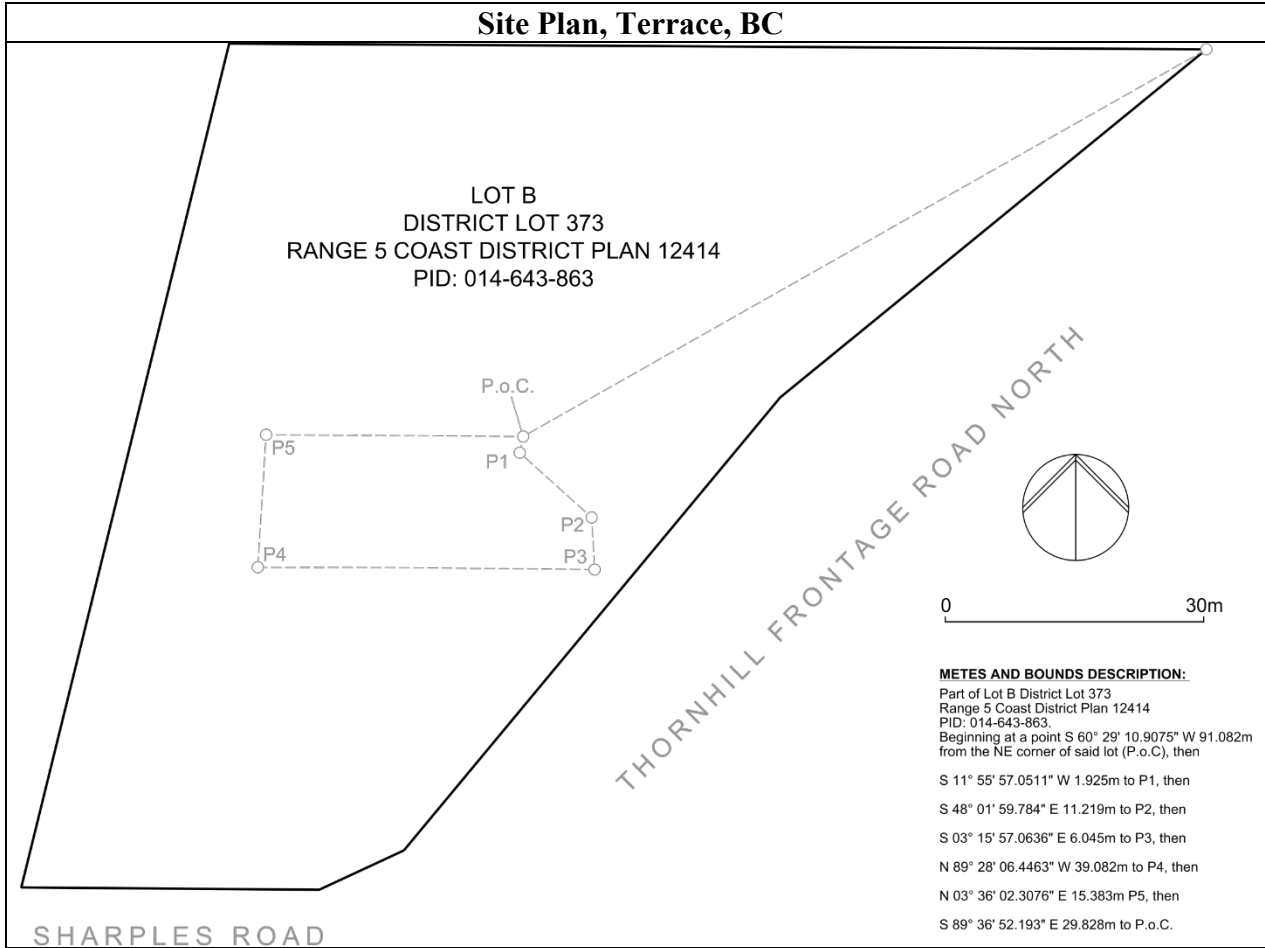 Site Plan, Terrace, BC
LOT B
DISTRICT LOT 373
RANGE 5 COAST DISTRICT PLAN 12414
PID: 014-643-863
P.o.C.
P5
P1
P2
P4
P3
THORNHILL FRONTAGE ROAD NORTH
0 30m
METES AND BOUNDS DESCRIPTION:
Part of Lot B District Lot 373
Range 5 Coast District Plan 12414
PID: 014-643-863.
Beginning at a point S 60° 29' 10.9075" W 91.082m
from the NE corner of said lot (P.o.C), then
S 11° 55' 57.0511" W 1.925m to P1, then
S 48° 01' 59.784" E 11.219m to P2, then
S 03° 15' 57.0636" E 6.045m to P3, then
N 89° 28' 06.4463" W 39.082m to P4, then
N 03° 36' 02.3076" E 15.383m P5, then
S 89° 36' 52.193" E 29.828m to P.o.C.
SHARPLES ROAD